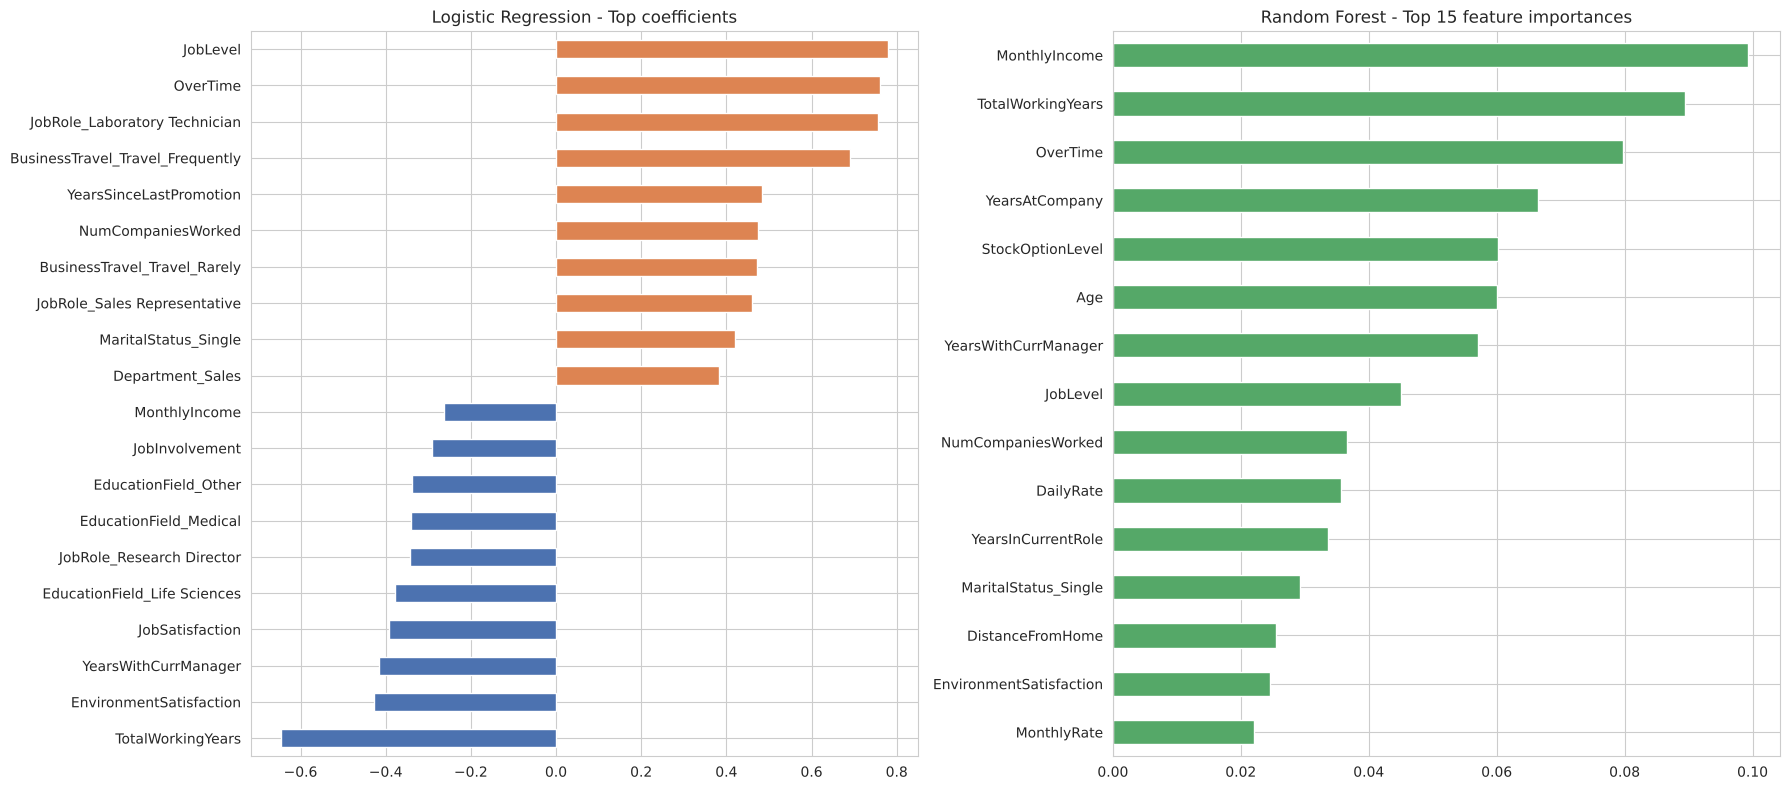 Logistic Regression - Top coefficients
JobLevel
OverTime
JobRole_Laboratory Technician
BusinessTravel_Travel_Frequently
YearsSinceLastPromotion
NumCompaniesWorked
BusinessTravel_Travel_Rarely
JobRole_Sales Representative
MaritalStatus_Single
Department_Sales
MonthlyIncome
JobInvolvement
EducationField_Other
EducationField_Medical
JobRole_Research Director
EducationField_Life Sciences
JobSatisfaction
YearsWithCurrManager
EnvironmentSatisfaction
TotalWorkingYears
−0.6 −0.4 −0.2 0.0 0.2 0.4 0.6 0.8
Random Forest - Top 15 feature importances
MonthlyIncome
TotalWorkingYears
OverTime
YearsAtCompany
StockOptionLevel
Age
YearsWithCurrManager
JobLevel
NumCompaniesWorked
DailyRate
YearsInCurrentRole
MaritalStatus_Single
DistanceFromHome
EnvironmentSatisfaction
MonthlyRate
0.00 0.02 0.04 0.06 0.08 0.10